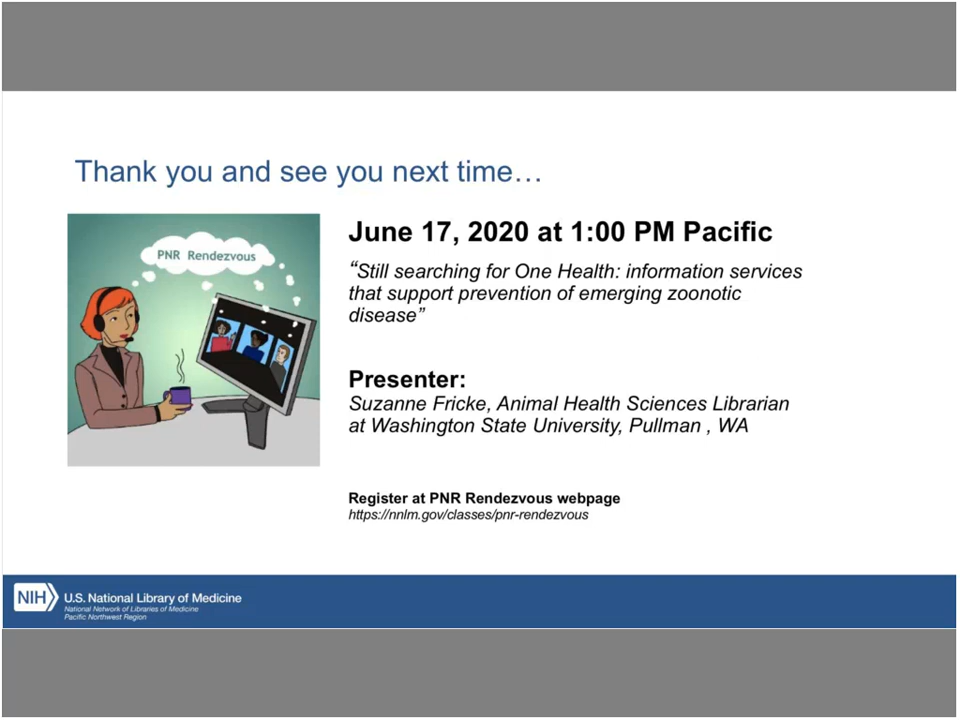 Thank you and see you next time…
PNR Rendezvous
June 17, 2020 at 1:00 PM Pacific
“Still searching for One Health: information services
that support prevention of emerging zoonotic
disease”
Presenter:
Suzanne Fricke, Animal Health Sciences Librarian
at Washington State University, Pullman , WA
Register at PNR Rendezvous webpage
https://nnlm.gov/classes/pnr-rendezvous
NIH
U.S. National Library of Medicine
National Network of Libraries of Medicine
Pacific Northwest Region